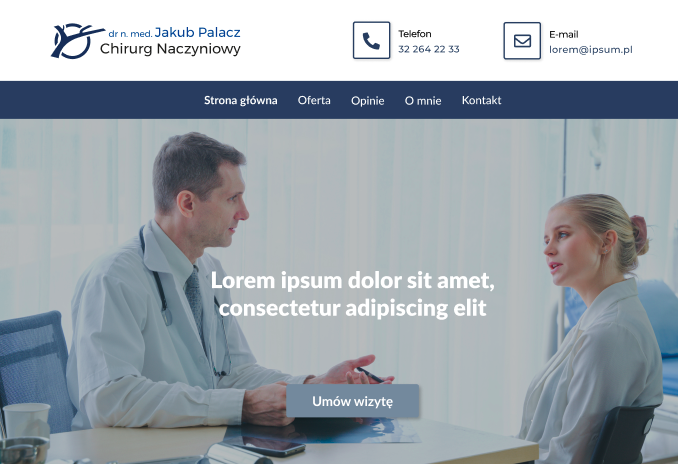 dr n. med. Jakub Palacz
Chirurg Naczyniowy
Telefon
32 264 22 33
E-mail
lorem@ipsum.pl
Strona główna Oferta Opinie O mnie Kontakt
Lorem ipsum dolor sit amet,
consectetur adipiscing elit
Umów wizytę